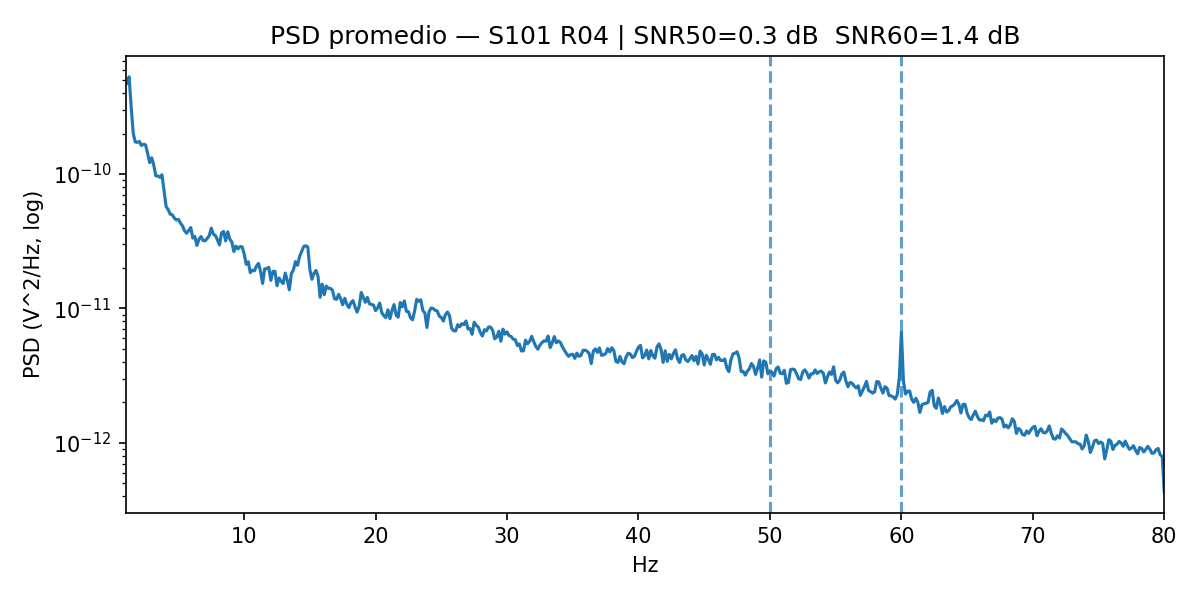 PSD promedio — S101 R04 | SNR50=0.3 dB  SNR60=1.4 dB
PSD (V^2/Hz, log)
10⁻¹⁰
10⁻¹¹
10⁻¹²
10 20 30 40 50 60 70 80
Hz